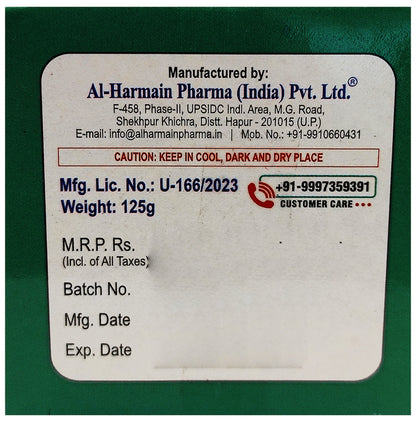 Manufactured by:
Al-Harmain Pharma (India) Pvt. Ltd.®
F-458, Phase-II, UPSIDC Indl. Area, M.G. Road,
Shekhpur Khichra, Distt. Hapur - 201015 (U.P.)
E-mail: info@alharmainpharma.in | Mob. No.: +91-9910660431
CAUTION: KEEP IN COOL, DARK AND DRY PLACE
Mfg. Lic. No.: U-166/2023
+91-9997359391
Weight: 125g
CUSTOMER CARE
M.R.P. Rs.
(Incl. of All Taxes)
Batch No.
Mfg. Date
Exp. Date